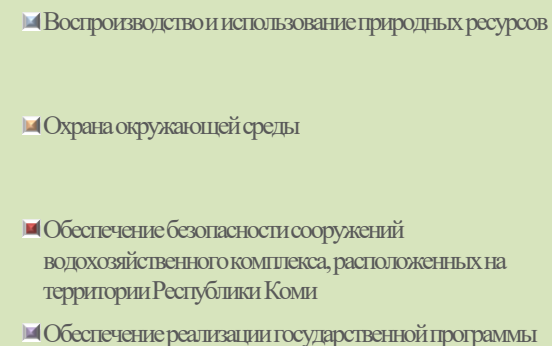 Воспроизводство и использование природных ресурсов
Охрана окружающей среды
Обеспечение безопасности сооружений
водохозяйственного комплекса, расположенных на
территории Республики Коми
Обеспечение реализации государственной программы